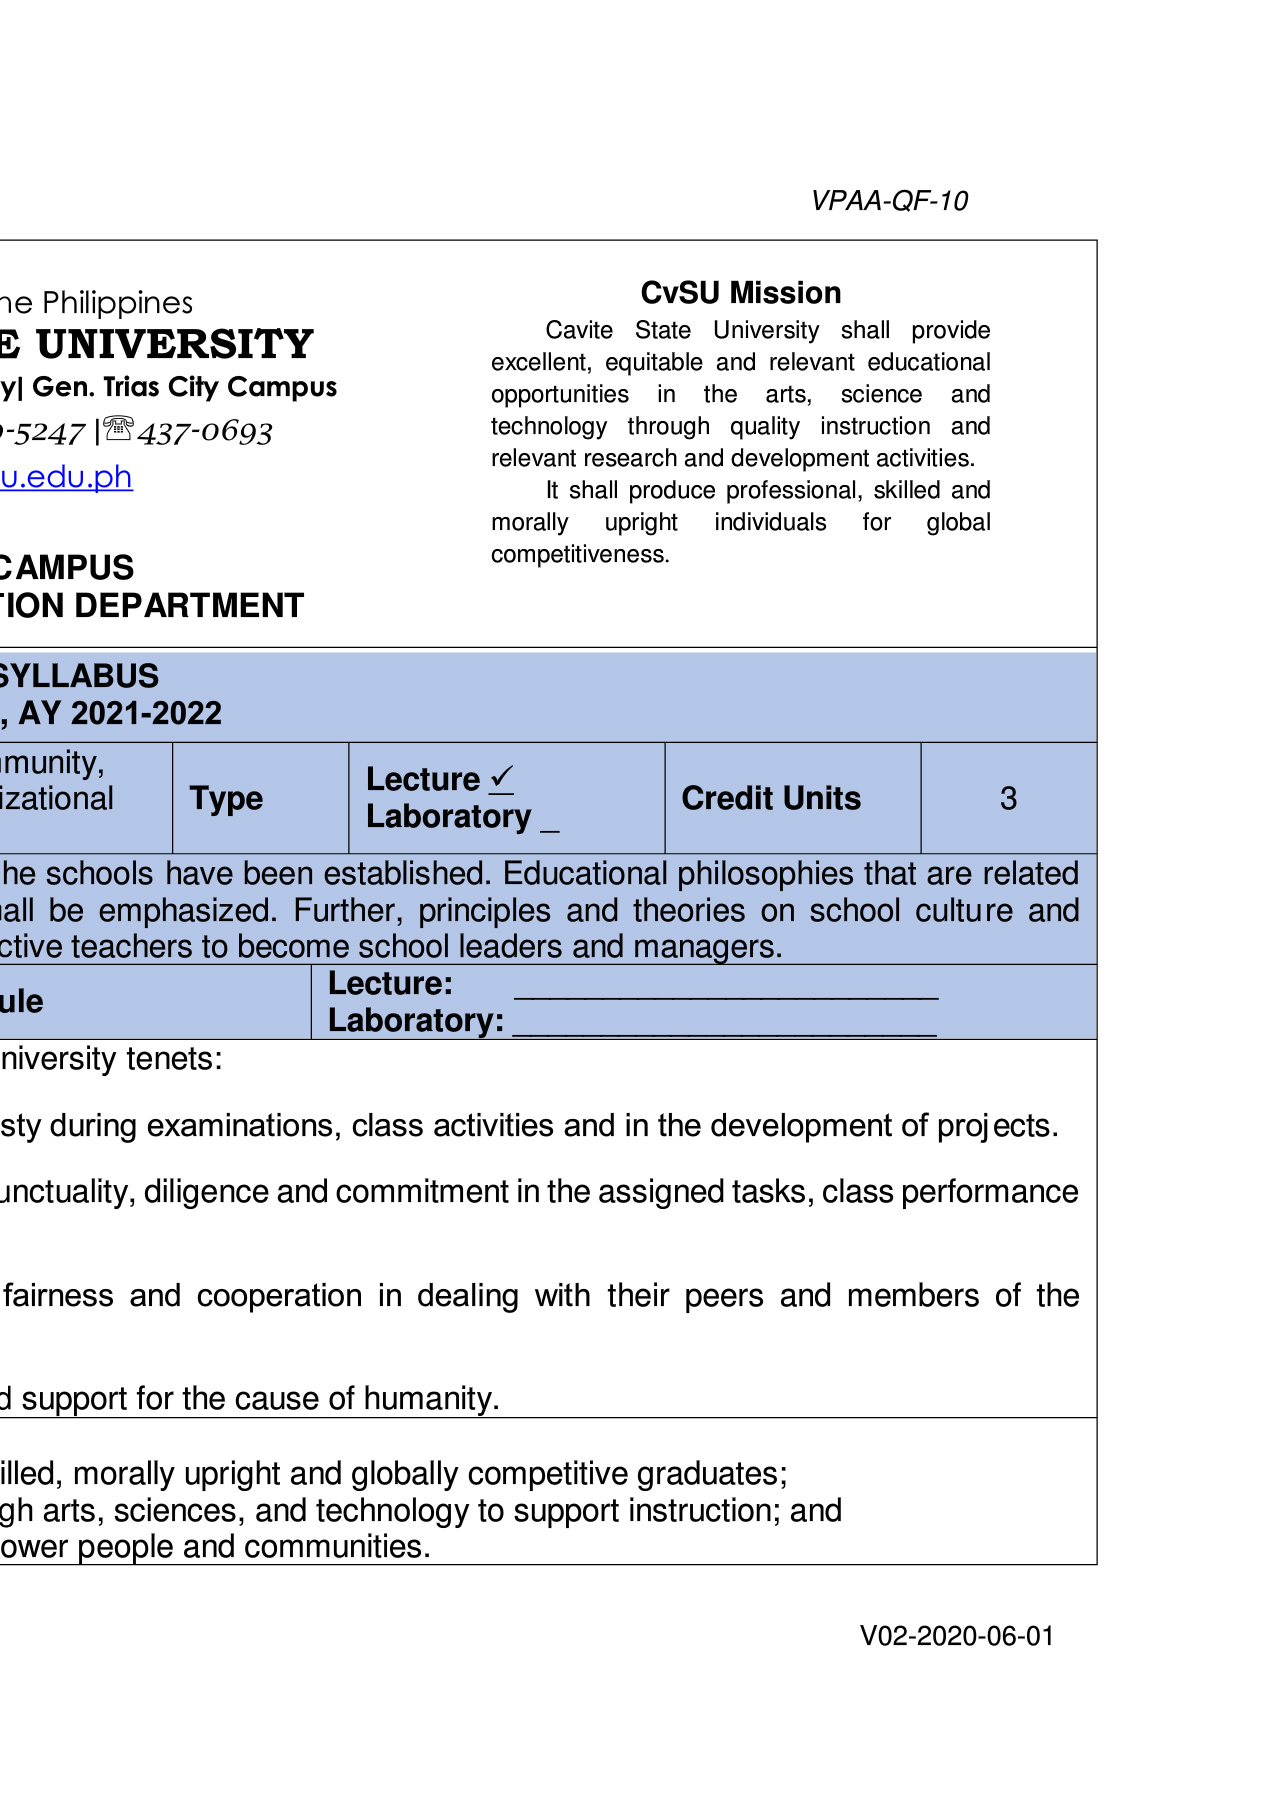 VPAA-QF-10
he Philippines
E UNIVERSITY
y| Gen. Trias City Campus
9-5247 |☏437-0693
u.edu.ph
CAMPUS
TION DEPARTMENT
CvSU Mission
Cavite State University shall provide
excellent, equitable and relevant educational
opportunities in the arts, science and
technology through quality instruction and
relevant research and development activities.
It shall produce professional, skilled and
morally upright individuals for global
competitiveness.
SYLLABUS
, AY 2021-2022
munity,
izational
Type
Lecture ✓
Laboratory _
Credit Units
3
he schools have been established. Educational philosophies that are related
all be emphasized. Further, principles and theories on school culture and
ctive teachers to become school leaders and managers.
ule
Lecture: ________________________
Laboratory: ________________________
niversity tenets:
sty during examinations, class activities and in the development of projects.
unctuality, diligence and commitment in the assigned tasks, class performance
fairness and cooperation in dealing with their peers and members of the
d support for the cause of humanity.
illed, morally upright and globally competitive graduates;
gh arts, sciences, and technology to support instruction; and
ower people and communities.
V02-2020-06-01